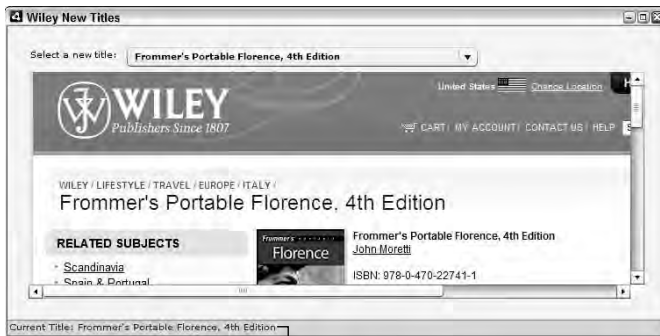 Wiley New Titles
Select a new title: Frommer's Portable Florence, 4th Edition
United States Change Location H
WILEY
Publishers Since 1807
CART | MY ACCOUNT | CONTACT US | HELP S
WILEY / LIFESTYLE / TRAVEL / EUROPE / ITALY /
Frommer's Portable Florence, 4th Edition
RELATED SUBJECTS
Scandinavia
Spain & Portugal
Frommer's
Florence
Frommer's Portable Florence, 4th Edition
John Moretti
ISBN: 978-0-470-22741-1
Current Title: Frommer's Portable Florence, 4th Edition